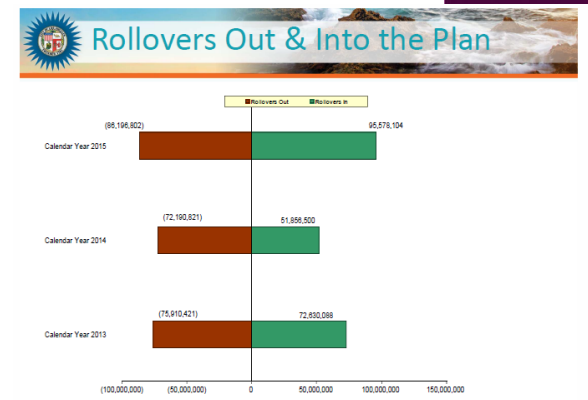 Rollovers Out & Into the Plan
Rollovers Out Rollovers In
(86,196,802) 95,578,104
Calendar Year 2015
(72,190,821) 51,856,500
Calendar Year 2014
(75,910,421) 72,630,088
Calendar Year 2013
(100,000,000) (50,000,000) 0 50,000,000 100,000,000 150,000,000